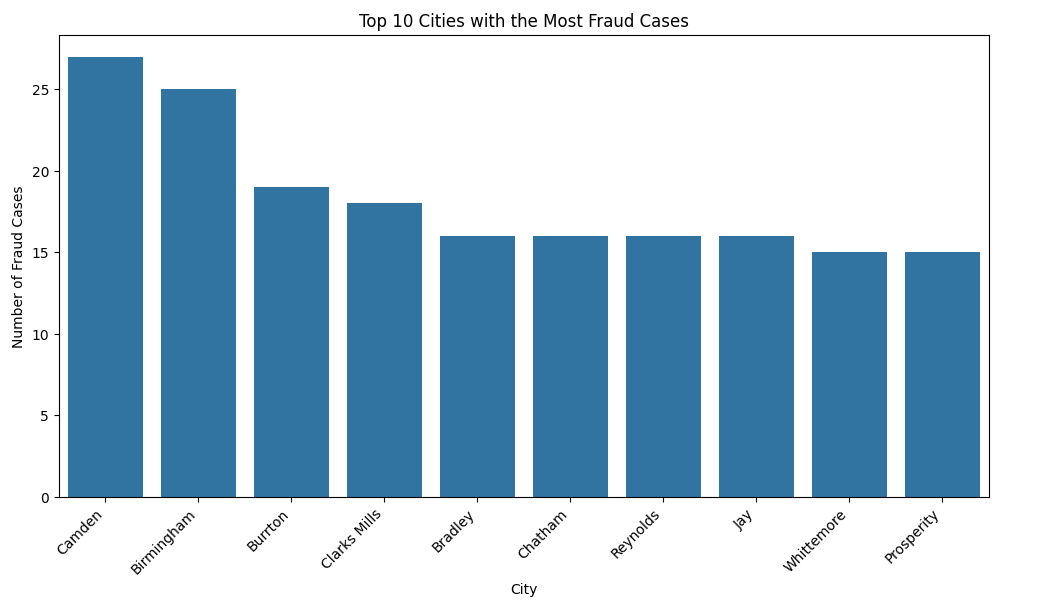 Top 10 Cities with the Most Fraud Cases
Number of Fraud Cases
25
20
15
10
5
0
Camden
Birmingham
Burrton
Clarks Mills
Bradley
Chatham
Reynolds
Jay
Whittemore
Prosperity
City